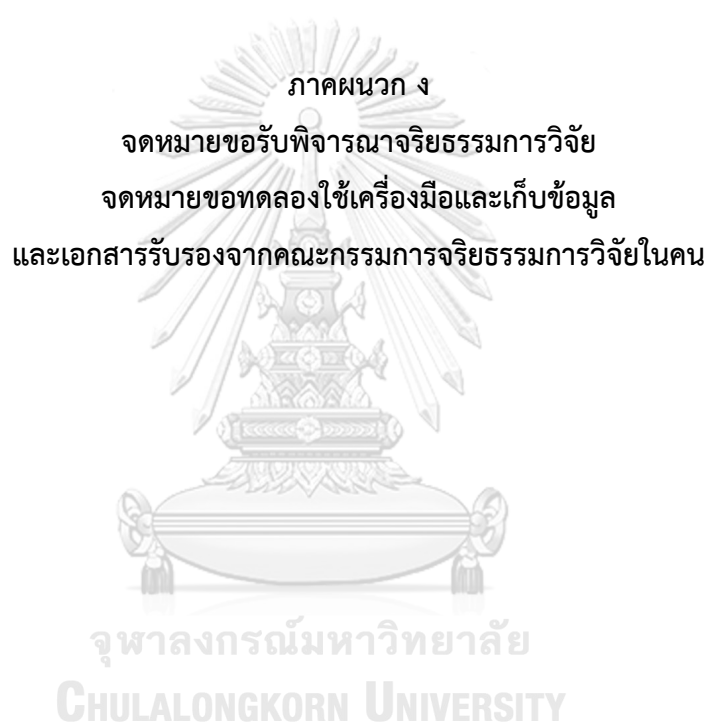 ภาคผนวก ง
จดหมายขอรับพิจารณาจริยธรรมการวิจัย
จดหมายขอทดลองใช้เครื่องมือและเก็บข้อมูล
และเอกสารรับรองจากคณะกรรมการจริยธรรมการวิจัยในคน
จุฬาลงกรณ์มหาวิทยาลัย
CHULALONGKORN UNIVERSITY